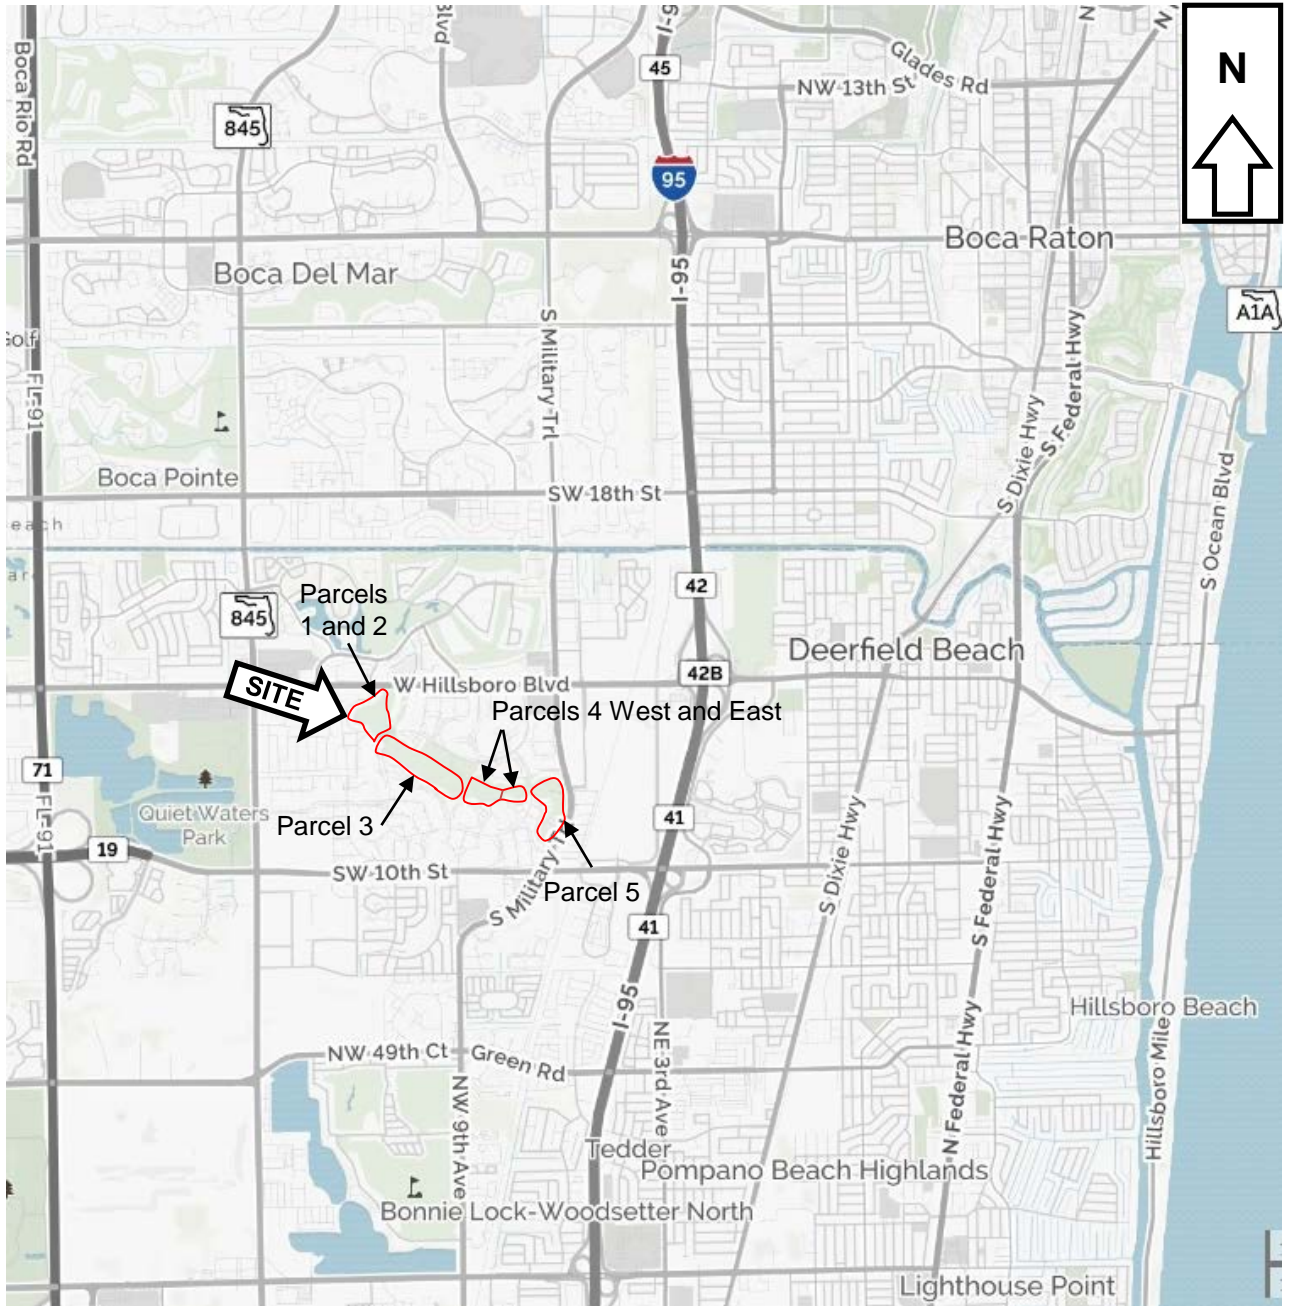 Blvd
I-9
N
N
45
Glades Rd
NW 13th St
N
Boca Rio Rd
845
95
Boca Raton
Boca Del Mar
I-95
A1A
S Military Trl
Golf
FL-91
S Federal Hwy
S Dixie Hwy
Boca Pointe
SW 18th St
S Ocean Blvd
each
42
Parcels
1 and 2
845
Deerfield Beach
42B
W Hillsboro Blvd
SITE
Parcels 4 West and East
71
FL-91
Quiet Waters
Park
Parcel 3
41
19
SW 10th St
S Military Trl
Parcel 5
S Dixie Hwy
S Federal Hwy
41
I-95
Hillsboro Beach
NW 49th Ct
Green Rd
NE 3rd Ave
N Federal Hwy
Hillsboro Mile
NW 9th Ave
Tedder
Pompano Beach Highlands
Bonnie Lock-Woodsetter North
Lighthouse Point